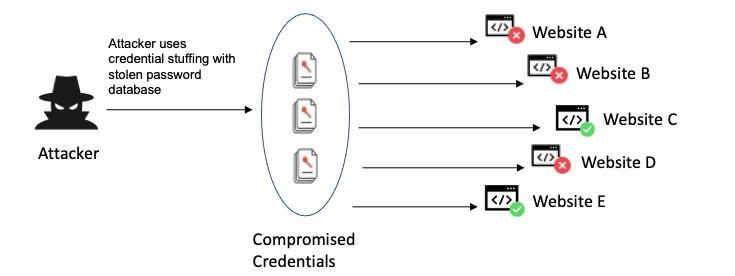 Attacker uses
credential stuffing with
stolen password
database
Attacker
Compromised
Credentials
</> Website A
</> Website B
</> Website C
</> Website D
</> Website E